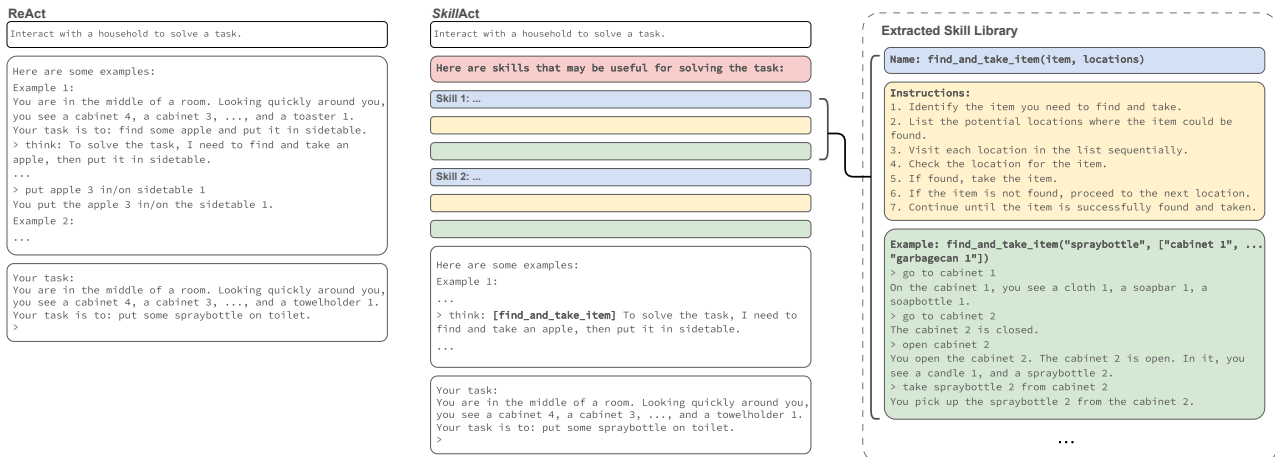 ReAct
Interact with a household to solve a task.
Here are some examples:
Example 1:
You are in the middle of a room. Looking quickly around you,
you see a cabinet 4, a cabinet 3, ..., and a toaster 1.
Your task is to: find some apple and put it in sidetable.
> think: To solve the task, I need to find and take an
apple, then put it in sidetable.
...
> put apple 3 in/on sidetable 1
You put the apple 3 in/on the sidetable 1.
Example 2:
...
Your task:
You are in the middle of a room. Looking quickly around you,
you see a cabinet 4, a cabinet 3, ..., and a towelholder 1.
Your task is to: put some spraybottle on toilet.
>
SkillAct
Interact with a household to solve a task.
Here are skills that may be useful for solving the task:
Skill 1: ...
Skill 2: ...
Here are some examples:
Example 1:
...
> think: [find_and_take_item] To solve the task, I need to
find and take an apple, then put it in sidetable.
...
Your task:
You are in the middle of a room. Looking quickly around you,
you see a cabinet 4, a cabinet 3, ..., and a towelholder 1.
Your task is to: put some spraybottle on toilet.
>
Extracted Skill Library
Name: find_and_take_item(item, locations)
Instructions:
1. Identify the item you need to find and take.
2. List the potential locations where the item could be
found.
3. Visit each location in the list sequentially.
4. Check the location for the item.
5. If found, take the item.
6. If the item is not found, proceed to the next location.
7. Continue until the item is successfully found and taken.
Example: find_and_take_item("spraybottle", ["cabinet 1", ...
"garbagecan 1"])
> go to cabinet 1
On the cabinet 1, you see a cloth 1, a soapbar 1, a
soapbottle 1.
> go to cabinet 2
The cabinet 2 is closed.
> open cabinet 2
You open the cabinet 2. The cabinet 2 is open. In it, you
see a candle 1, and a spraybottle 2.
> take spraybottle 2 from cabinet 2
You pick up the spraybottle 2 from the cabinet 2.
...